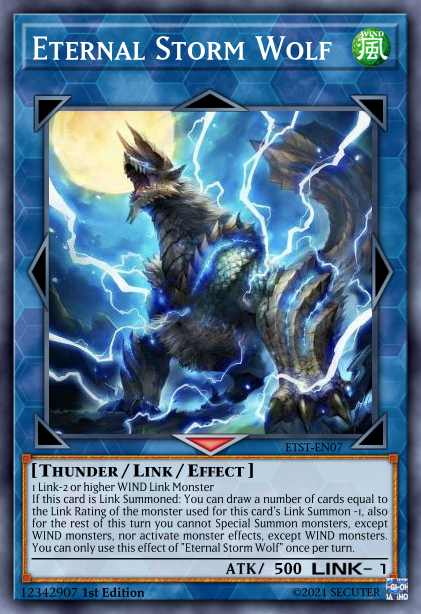 Eternal Storm Wolf
WIND
風
ETST-EN07
[Thunder / Link / Effect]
1 Link-2 or higher WIND Link Monster
If this card is Link Summoned: You can draw a number of cards equal to
the Link Rating of the monster used for this card's Link Summon -1, also
for the rest of this turn you cannot Special Summon monsters, except
WIND monsters, nor activate monster effects, except WIND monsters.
You can only use this effect of "Eternal Storm Wolf" once per turn.
ATK/ 500 LINK- 1
12342907 1st Edition ©2021 SECUTER